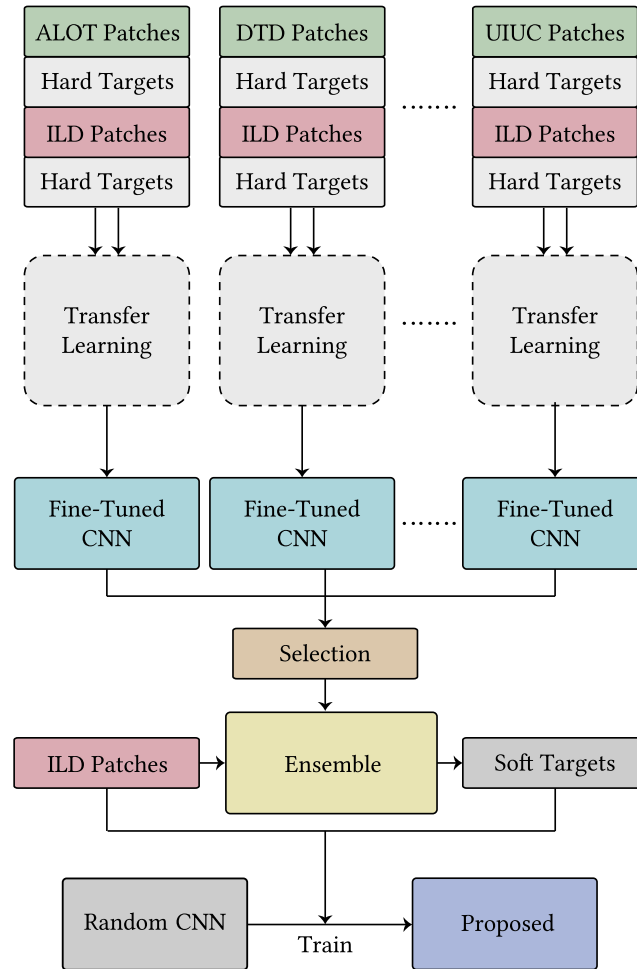 ALOT Patches
DTD Patches
UIUC Patches
Hard Targets
Hard Targets
Hard Targets
.......
ILD Patches
ILD Patches
ILD Patches
Hard Targets
Hard Targets
Hard Targets
Transfer
Learning
Transfer
Learning
.......
Transfer
Learning
Fine-Tuned
CNN
Fine-Tuned
CNN
.......
Fine-Tuned
CNN
Selection
ILD Patches
Ensemble
Soft Targets
Random CNN
Train
Proposed